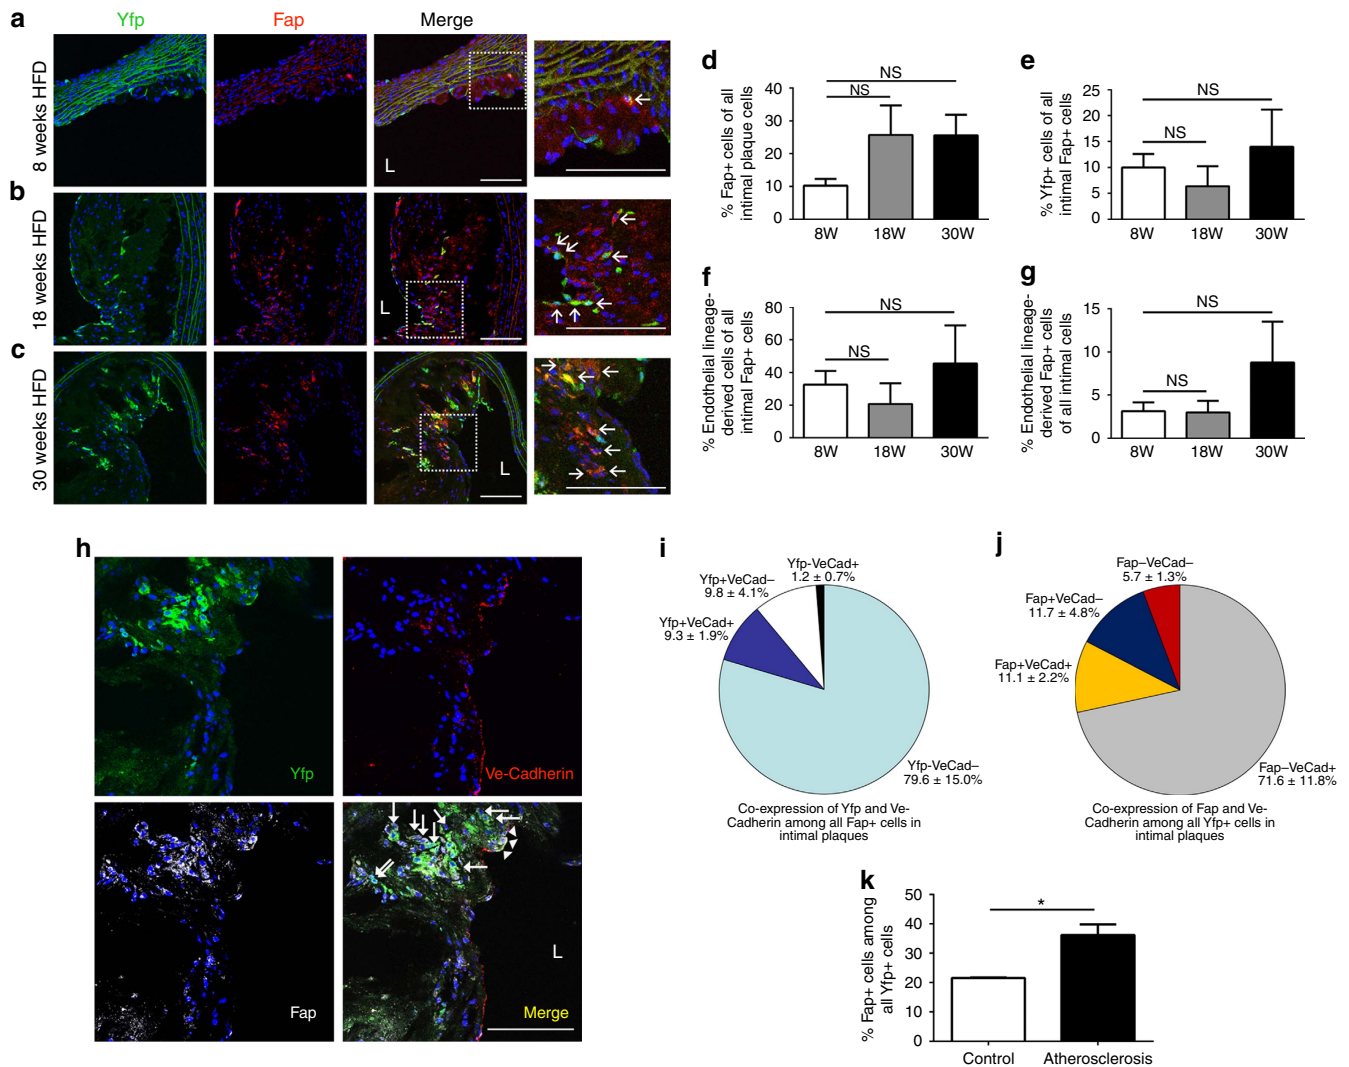 a
Yfp
Fap
Merge
8 weeks HFD
L
b
18 weeks HFD
L
c
30 weeks HFD
L
d
% Fap+ cells of all
intimal plaque cells
40
30
20
10
0
NS
NS
8W 18W 30W
e
% Yfp+ cells of all
intimal Fap+ cells
25
20
15
10
5
0
NS
NS
8W 18W 30W
f
% Endothelial lineage-
derived cells of all
intimal Fap+ cells
80
60
40
20
0
NS
NS
8W 18W 30W
g
% Endothelial lineage-
derived Fap+ cells
of all intimal cells
15
10
5
0
NS
NS
8W 18W 30W
h
Yfp
Ve-Cadherin
Fap
L
Merge
i
Yfp-VeCad+
1.2 ± 0.7%
Yfp+VeCad–
9.8 ± 4.1%
Yfp+VeCad+
9.3 ± 1.9%
Yfp-VeCad–
79.6 ± 15.0%
Co-expression of Yfp and Ve-
Cadherin among all Fap+ cells in
intimal plaques
j
Fap–VeCad–
5.7 ± 1.3%
Fap+VeCad–
11.7 ± 4.8%
Fap+VeCad+
11.1 ± 2.2%
Fap–VeCad+
71.6 ± 11.8%
Co-expression of Fap and Ve-
Cadherin among all Yfp+ cells in
intimal plaques
k
% Fap+ cells among
all Yfp+ cells
50
40
30
20
10
0
*
Control Atherosclerosis